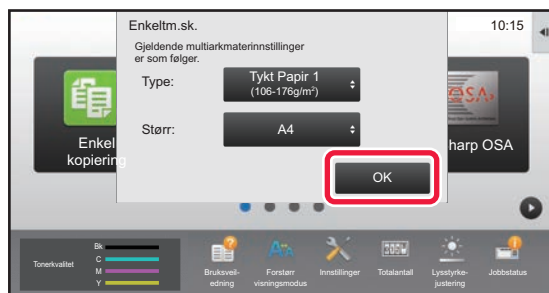 Enkeltm.sk.
10:15
Gjeldende multiarkmaterinnstillinger
er som følger.
Type:
Tykt Papir 1
(106-176g/m²)
Størr:
A4
OK
Enkel
kopiering
OSA
harp OSA
Tonerkvalitet
Bk
C
M
Y
Bruksveil-
edning
Forstørr
visningsmodus
Innstillinger
Totalantall
Lysstyrke-
justering
Jobbstatus